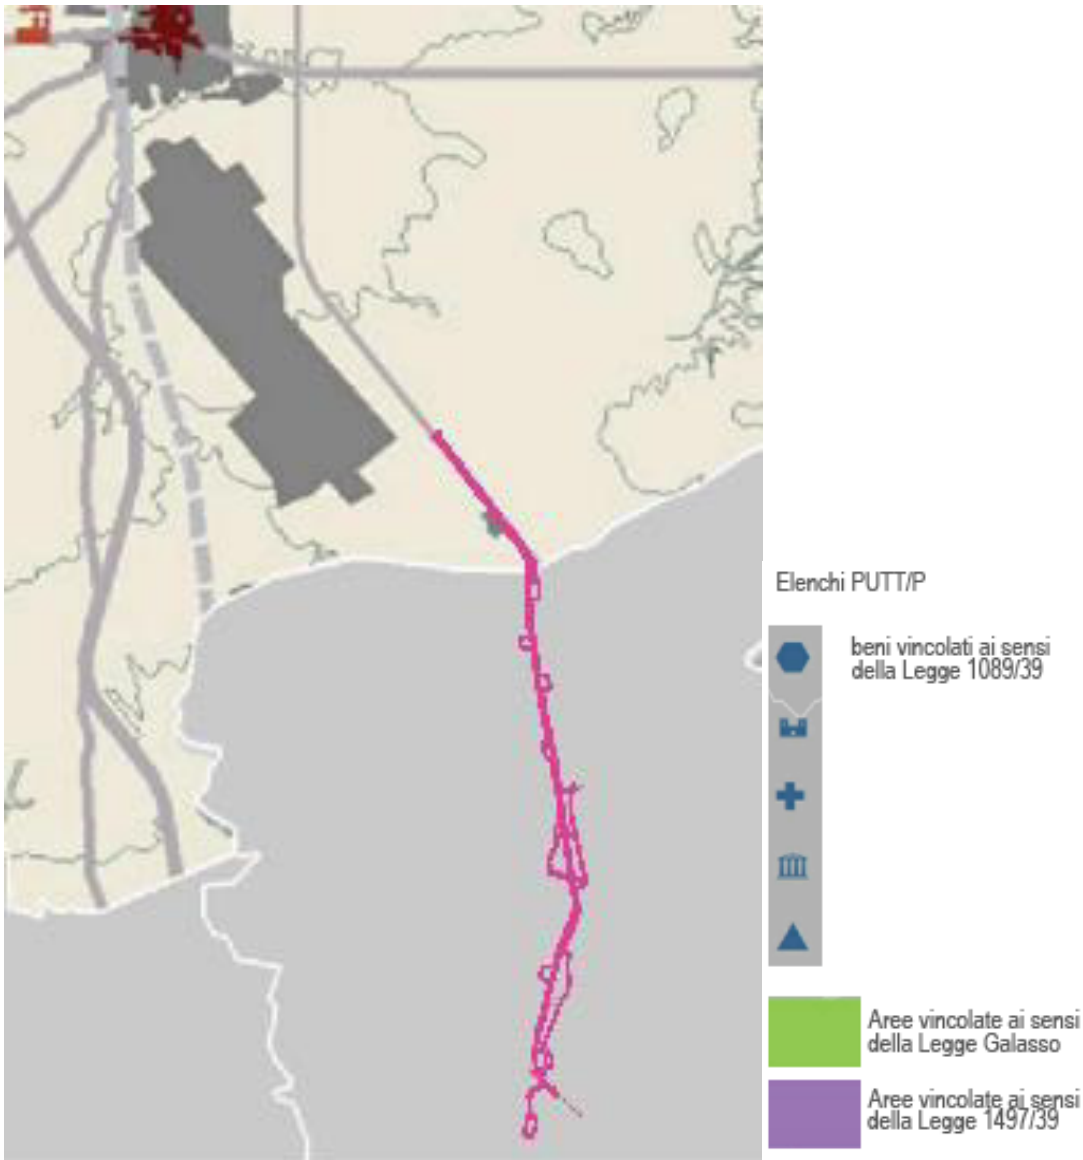 Elenchi PUTT/P
beni vincolati ai sensi
della Legge 1089/39
Aree vincolate ai sensi
della Legge Galasso
Aree vincolate ai sensi
della Legge 1497/39